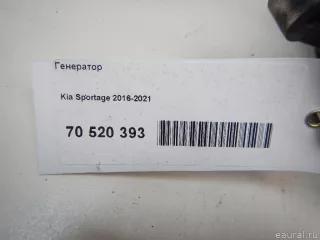 Генератор
Kia Sportage 2016-2021
70 520 393
eaural.ru